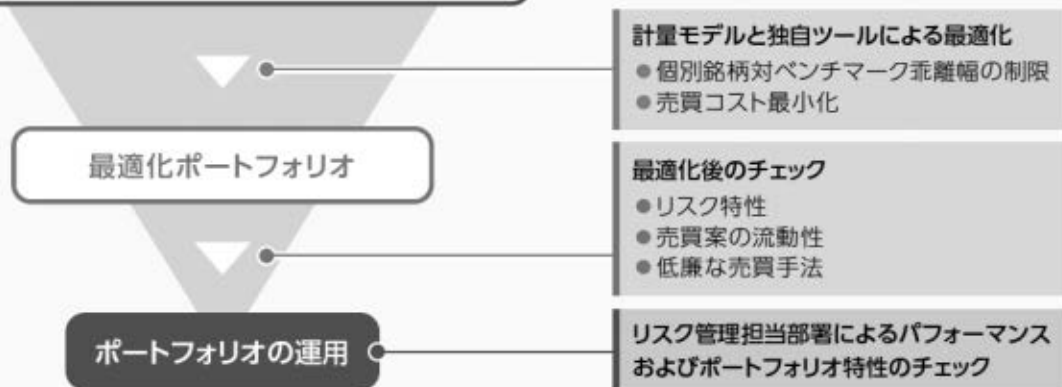 計量モデルと独自ツールによる最適化
●個別銘柄対ベンチマーク乖離幅の制限
●売買コスト最小化
最適化ポートフォリオ
最適化後のチェック
●リスク特性
●売買案の流動性
●低廉な売買手法
ポートフォリオの運用
リスク管理担当部署によるパフォーマンス
およびポートフォリオ特性のチェック